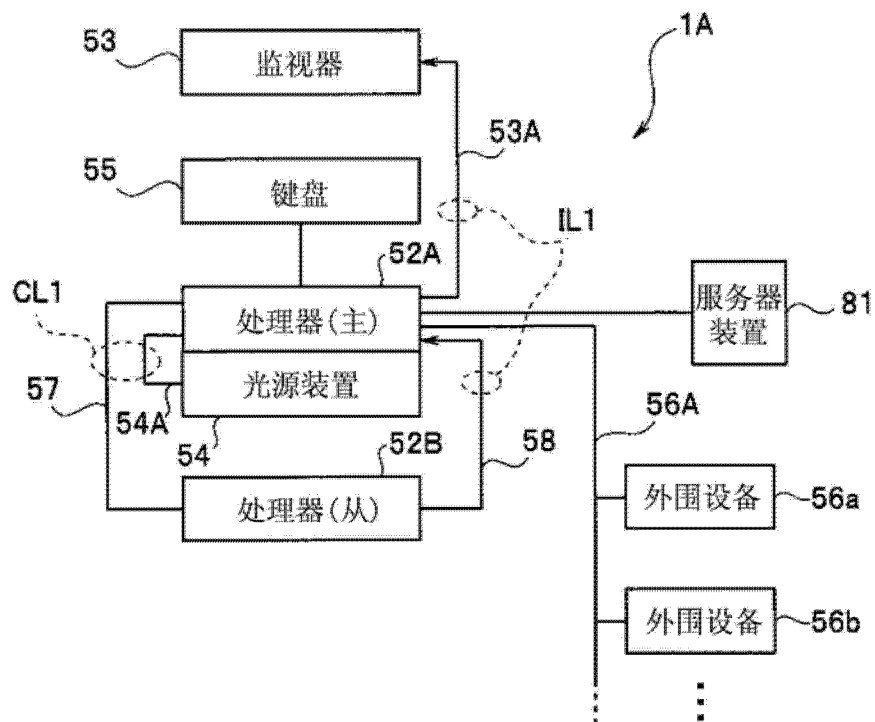 1A
53
监视器
53A
55
键盘
IL1
52A
CL1
处理器(主)
服务器
装置
81
光源装置
57
54A
54
52B
58
56A
处理器(从)
外围设备
56a
外围设备
56b